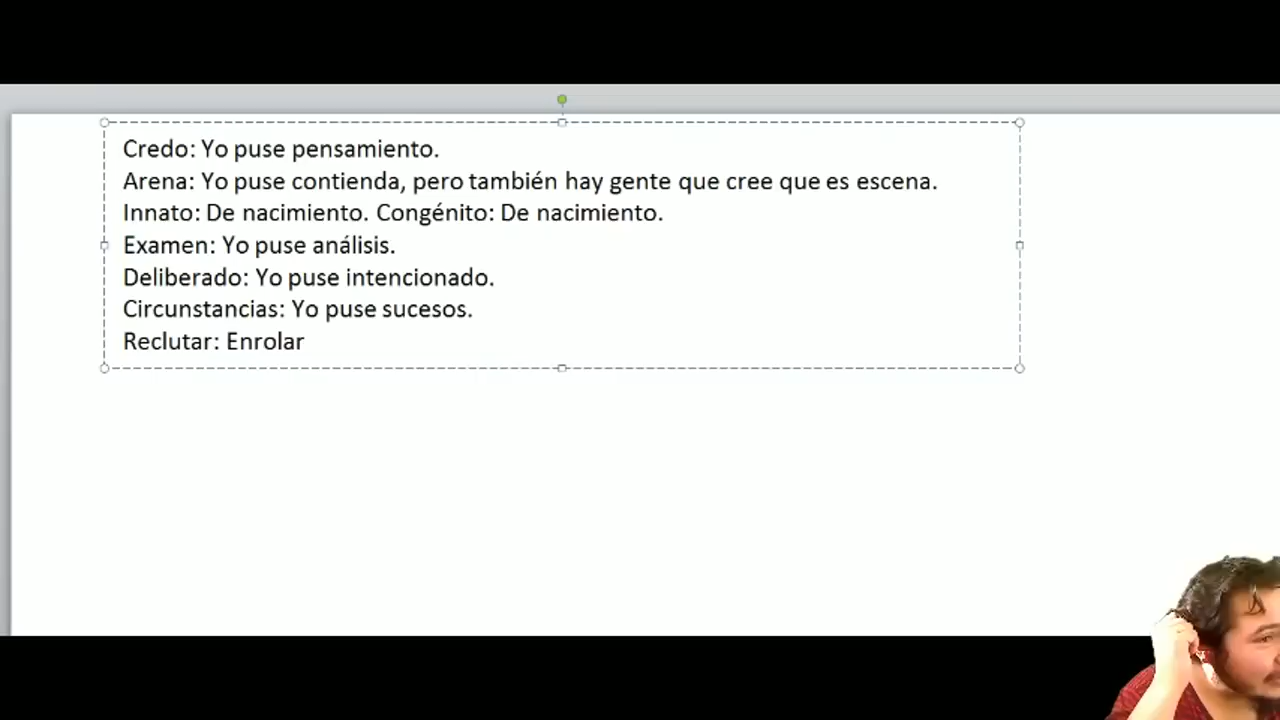 Credo: Yo puse pensamiento.
Arena: Yo puse contienda, pero también hay gente que cree que es escena.
Innato: De nacimiento. Congénito: De nacimiento.
Examen: Yo puse análisis.
Deliberado: Yo puse intencionado.
Circunstancias: Yo puse sucesos.
Reclutar: Enrolar